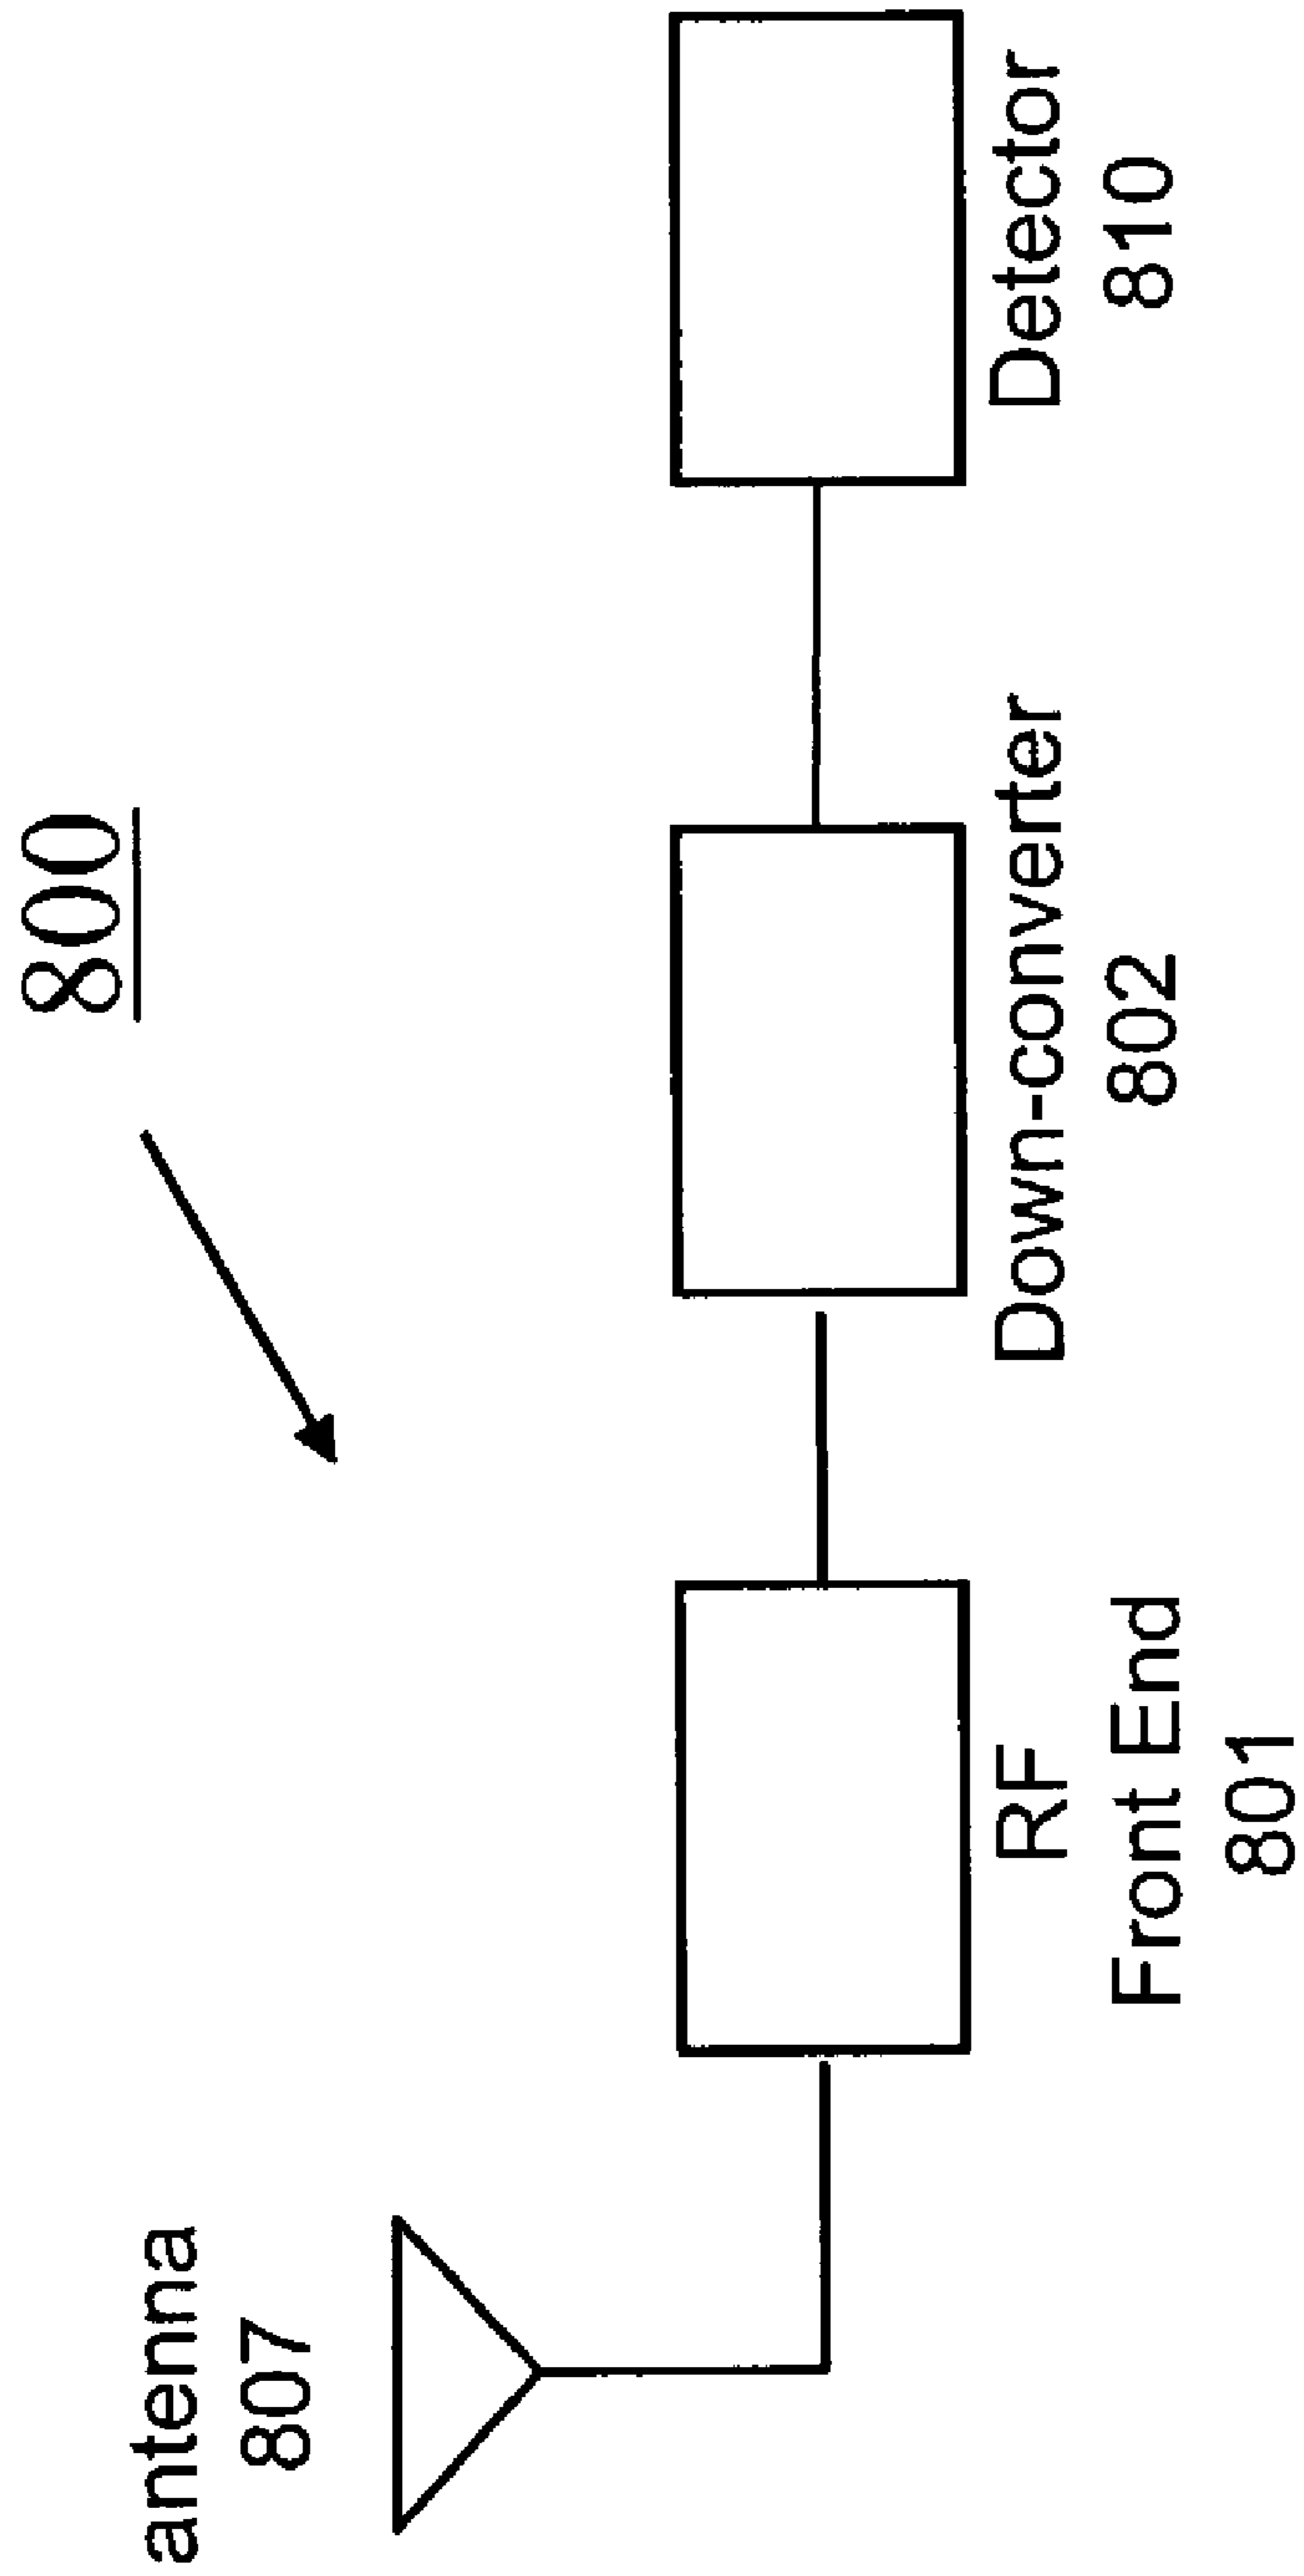 800
antenna
807
RF
Front End
801
Down-converter
802
Detector
810